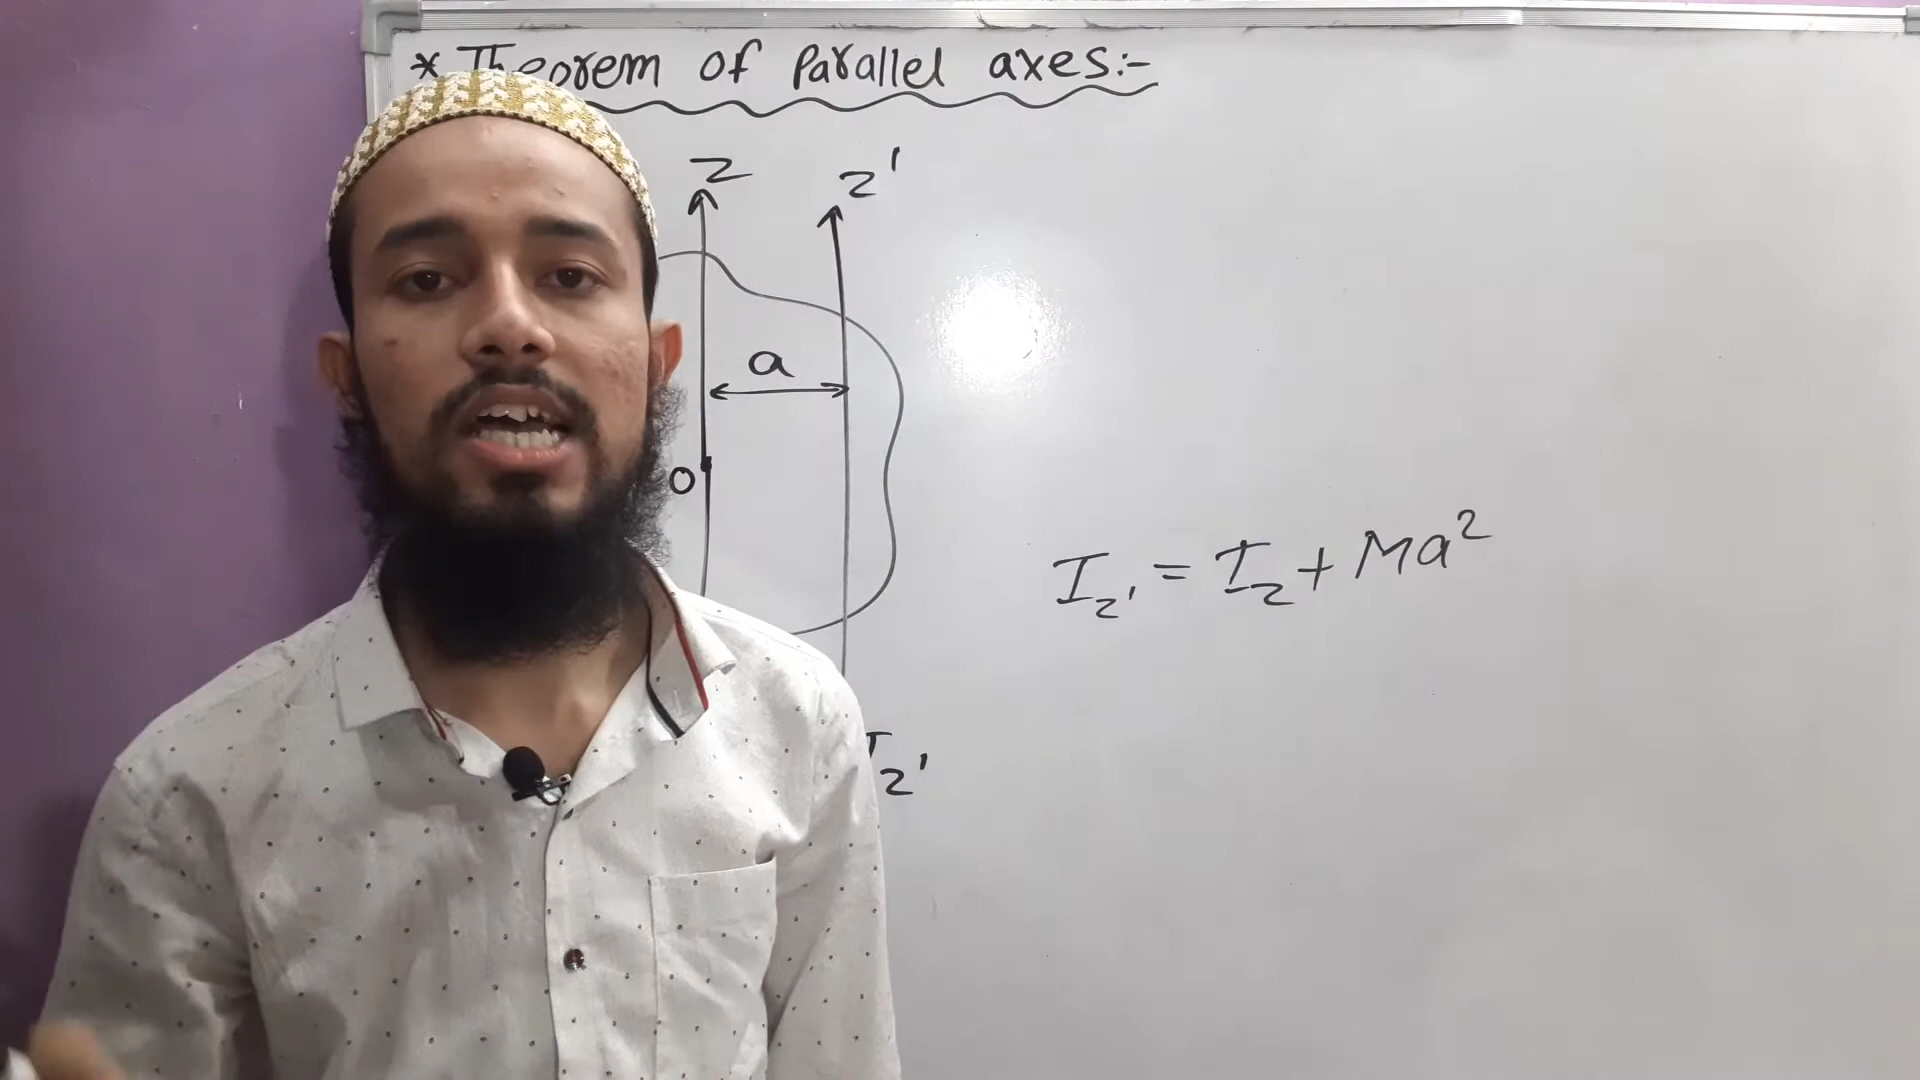 * Theorem of Parallel axes:-
Z Z'
a
O
I_Z' = I_Z + Ma²
I_Z'